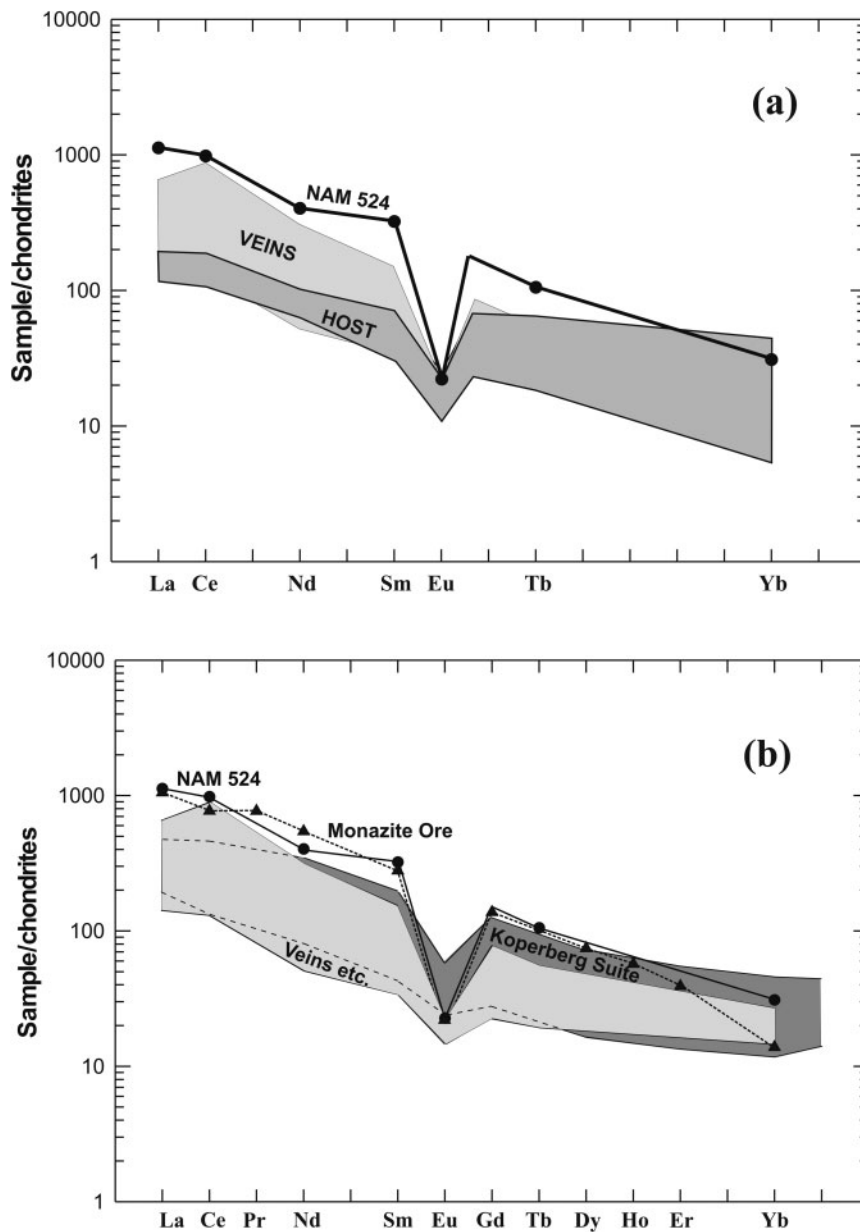 (a)
10000
1000
100
10
1
Sample/chondrites
NAM 524
VEINS
HOST
La Ce Nd Sm Eu Tb Yb
(b)
10000
1000
100
10
1
Sample/chondrites
NAM 524
Monazite Ore
Koperberg Suite
Veins etc.
La Ce Pr Nd Sm Eu Gd Tb Dy Ho Er Yb